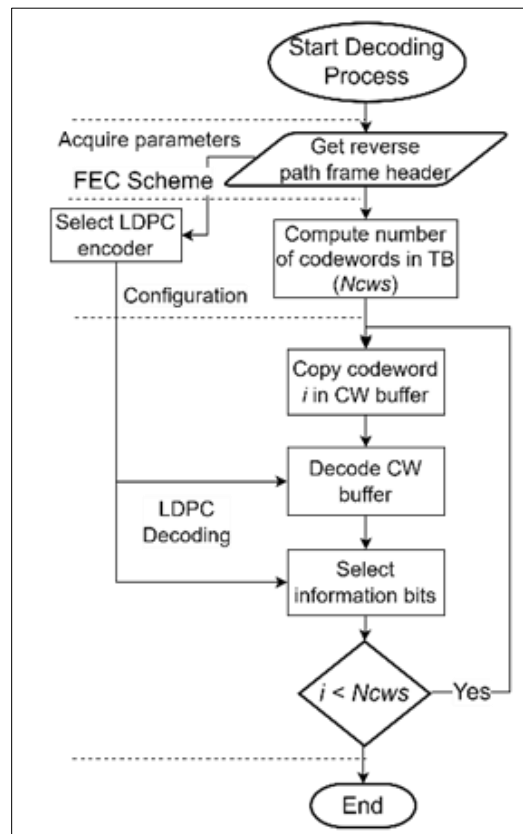 Start Decoding
Process
Acquire parameters
Get reverse
path frame header
FEC Scheme
Select LDPC
encoder
Compute number
of codewords in TB
(Ncws)
Configuration
Copy codeword
i in CW buffer
Decode CW
buffer
LDPC
Decoding
Select
information bits
i < Ncws
Yes
End